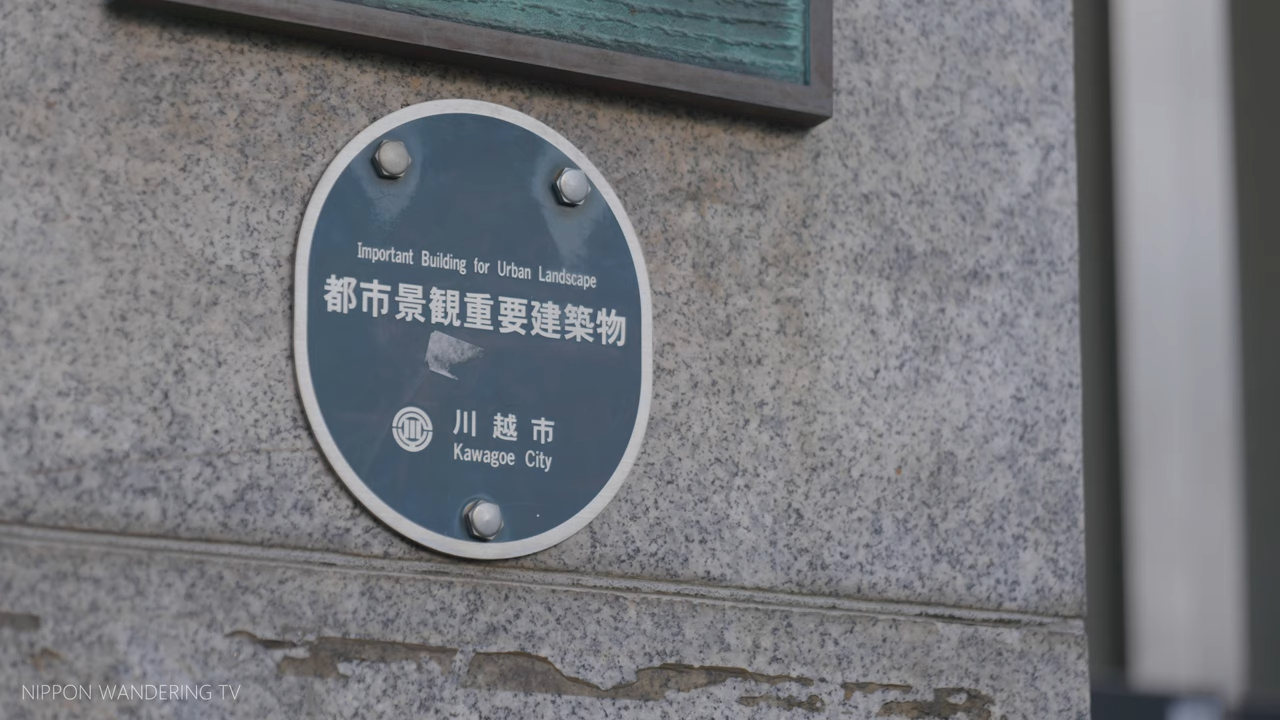 Important Building for Urban Landscape
都市景観重要建築物
川越市
Kawagoe City
NIPPON WANDERING TV